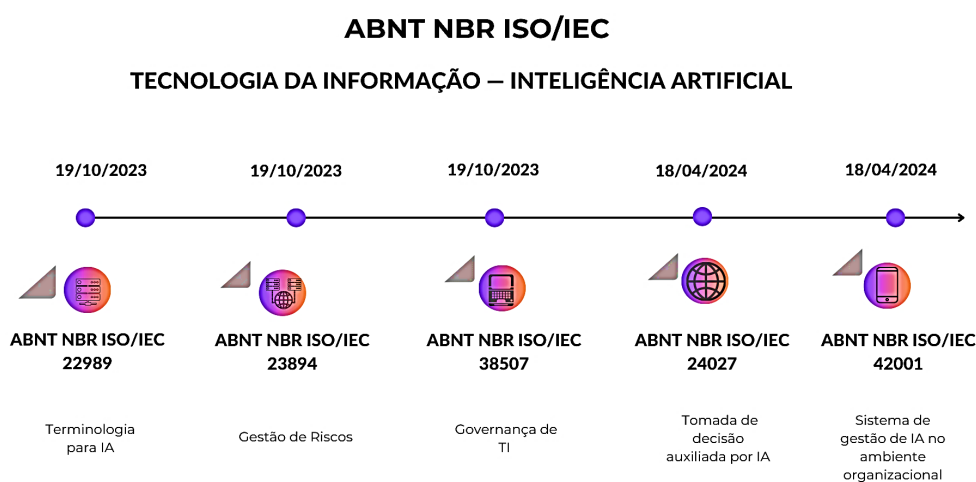 ABNT NBR ISO/IEC
TECNOLOGIA DA INFORMAÇÃO — INTELIGÊNCIA ARTIFICIAL
19/10/2023
19/10/2023
19/10/2023
18/04/2024
18/04/2024
ABNT NBR ISO/IEC
22989
ABNT NBR ISO/IEC
23894
ABNT NBR ISO/IEC
38507
ABNT NBR ISO/IEC
24027
ABNT NBR ISO/IEC
42001
Terminologia
para IA
Gestão de Riscos
Governança de
TI
Tomada de
decisão
auxiliada por IA
Sistema de
gestão de IA no
ambiente
organizacional